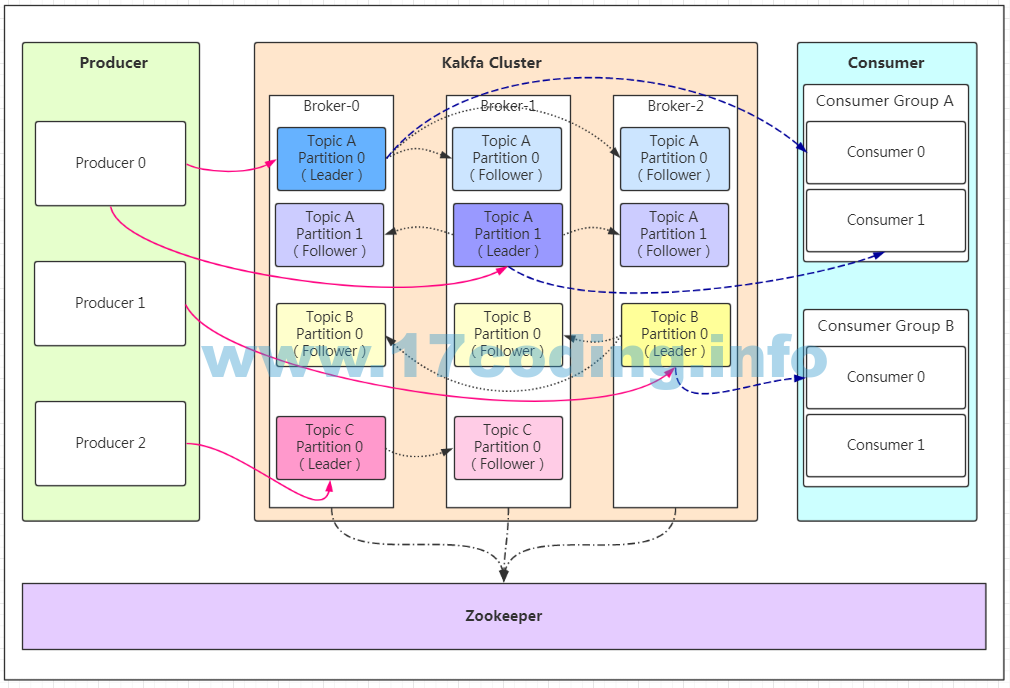 Producer
Producer 0
Producer 1
Producer 2
Kakfa Cluster
Broker-0
Topic A
Partition 0
( Leader )
Topic A
Partition 1
( Follower )
Topic B
Partition 0
( Follower )
Topic C
Partition 0
( Leader )
Broker-1
Topic A
Partition 0
( Follower )
Topic A
Partition 1
( Leader )
Topic B
Partition 0
( Follower )
Topic C
Partition 0
( Follower )
Broker-2
Topic A
Partition 0
( Follower )
Topic A
Partition 1
( Follower )
Topic B
Partition 0
( Leader )
Consumer
Consumer Group A
Consumer 0
Consumer 1
Consumer Group B
Consumer 0
Consumer 1
www.17coding.info
Zookeeper